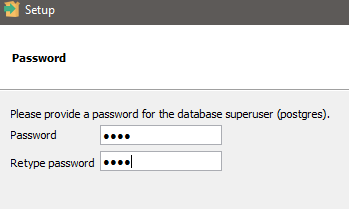 Setup
Password
Please provide a password for the database superuser (postgres).
Password ●●●●
Retype password ●●●●